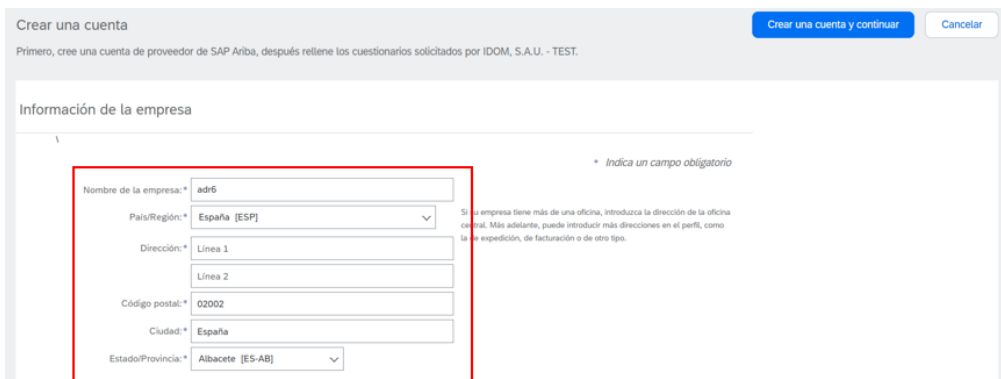 Crear una cuenta
Crear una cuenta y continuar
Cancelar
Primero, cree una cuenta de proveedor de SAP Ariba, después rellene los cuestionarios solicitados por IDOM, S.A.U. - TEST.
Información de la empresa
\
* Indica un campo obligatorio
Nombre de la empresa:* adr6
País/Región:* España [ESP]
Si su empresa tiene más de una oficina, introduzca la dirección de la oficina
central. Más adelante, puede introducir más direcciones en el perfil, como
la de expedición, de facturación o de otro tipo.
Dirección:* Línea 1
Línea 2
Código postal:* 02002
Ciudad:* España
Estado/Provincia:* Albacete [ES-AB]